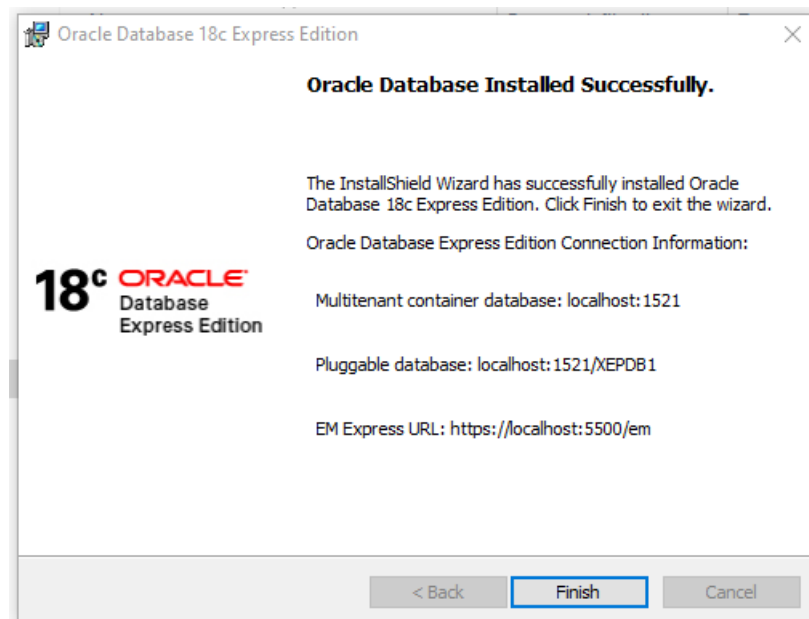 Oracle Database 18c Express Edition
Oracle Database Installed Successfully.
The InstallShield Wizard has successfully installed Oracle
Database 18c Express Edition. Click Finish to exit the wizard.
Oracle Database Express Edition Connection Information:
18c ORACLE
Database
Express Edition
Multitenant container database: localhost:1521
Pluggable database: localhost:1521/XEPDB1
EM Express URL: https://localhost:5500/em
< Back
Finish
Cancel